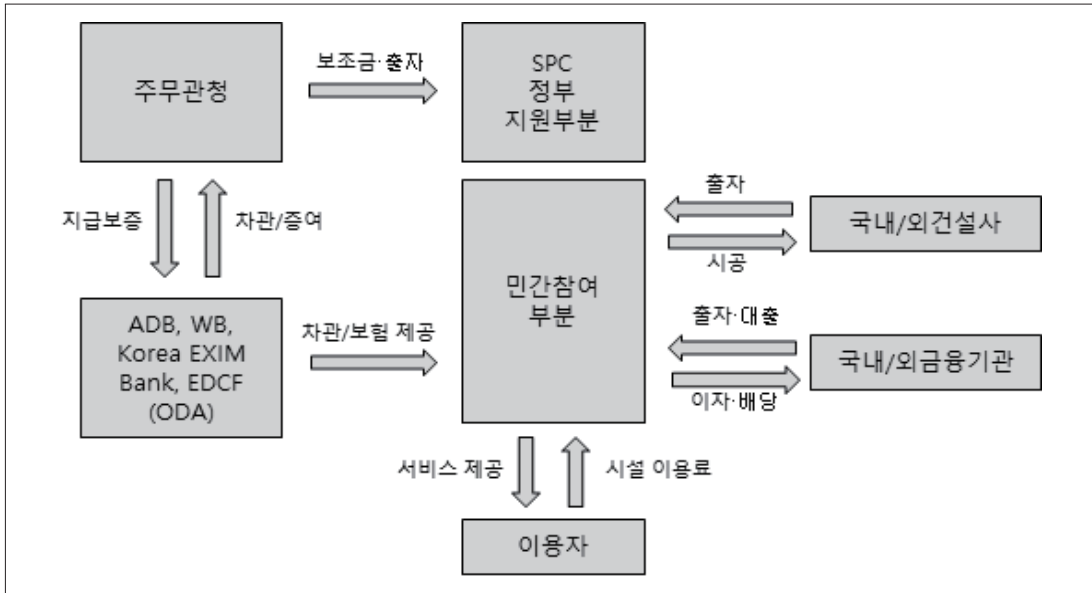 주무관청
보조금·출자
SPC
정부
지원부분
지급보증
차관/증여
출자
국내/외건설사
시공
민간참여
부분
ADB, WB,
Korea EXIM
Bank, EDCF
(ODA)
차관/보험 제공
출자·대출
국내/외금융기관
이자·배당
서비스 제공
시설 이용료
이용자